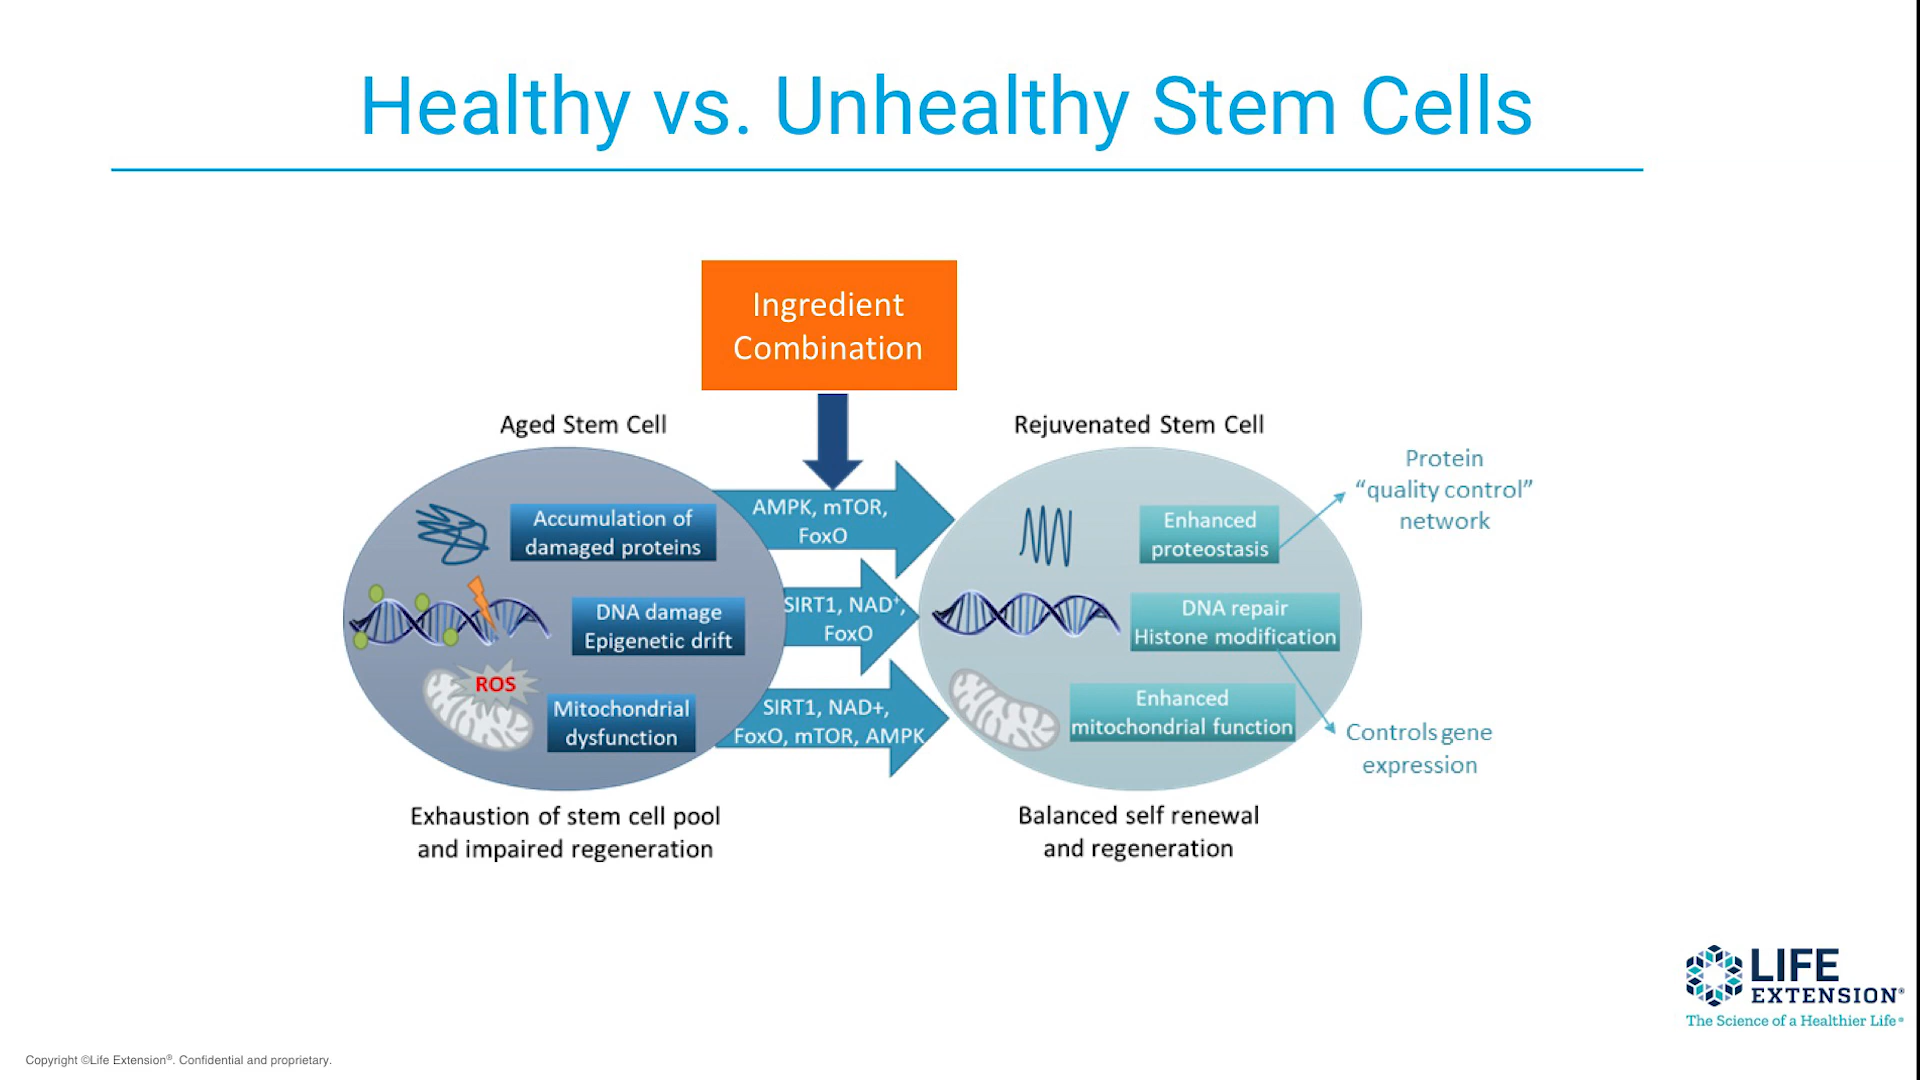 Healthy vs. Unhealthy Stem Cells
Ingredient
Combination
Aged Stem Cell
Accumulation of
damaged proteins
DNA damage
Epigenetic drift
ROS
Mitochondrial
dysfunction
Exhaustion of stem cell pool
and impaired regeneration
AMPK, mTOR,
FoxO
SIRT1, NAD⁺,
FoxO
SIRT1, NAD+,
FoxO, mTOR, AMPK
Rejuvenated Stem Cell
Enhanced
proteostasis
DNA repair
Histone modification
Enhanced
mitochondrial function
Balanced self renewal
and regeneration
Protein
“quality control”
network
Controls gene
expression
LIFE
EXTENSION®
The Science of a Healthier Life®
Copyright ©Life Extension®. Confidential and proprietary.